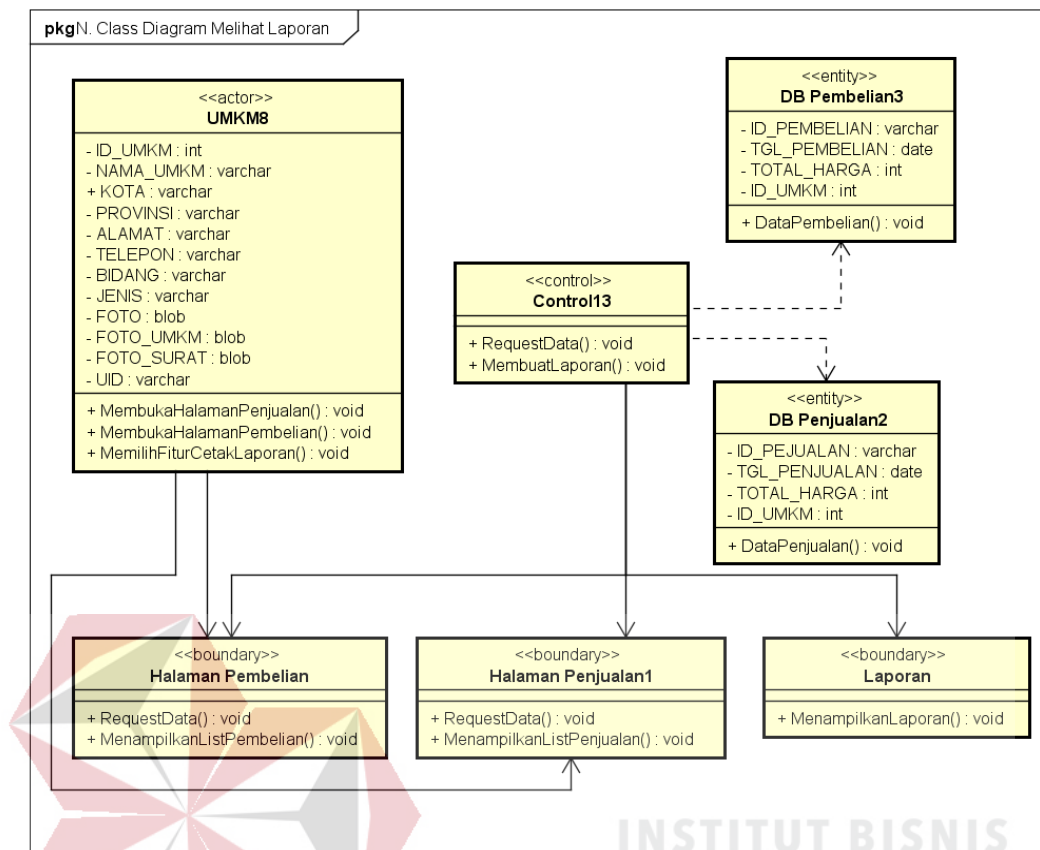 pkg N. Class Diagram Melihat Laporan
<<actor>>
UMKM8
- ID_UMKM : int
- NAMA_UMKM : varchar
+ KOTA : varchar
- PROVINSI : varchar
- ALAMAT : varchar
- TELEPON : varchar
- BIDANG : varchar
- JENIS : varchar
- FOTO : blob
- FOTO_UMKM : blob
- FOTO_SURAT : blob
- UID : varchar
+ MembukaHalamanPenjualan() : void
+ MembukaHalamanPembelian() : void
+ MemilihFiturCetakLaporan() : void
<<entity>>
DB Pembelian3
- ID_PEMBELIAN : varchar
- TGL_PEMBELIAN : date
- TOTAL_HARGA : int
- ID_UMKM : int
+ DataPembelian() : void
<<control>>
Control13
+ RequestData() : void
+ MembuatLaporan() : void
<<entity>>
DB Penjualan2
- ID_PEJUALAN : varchar
- TGL_PENJUALAN : date
- TOTAL_HARGA : int
- ID_UMKM : int
+ DataPenjualan() : void
<<boundary>>
Halaman Pembelian
+ RequestData() : void
+ MenampilkanListPembelian() : void
<<boundary>>
Halaman Penjualan1
+ RequestData() : void
+ MenampilkanListPenjualan() : void
<<boundary>>
Laporan
+ MenampilkanLaporan() : void
INSTITUT BISNIS